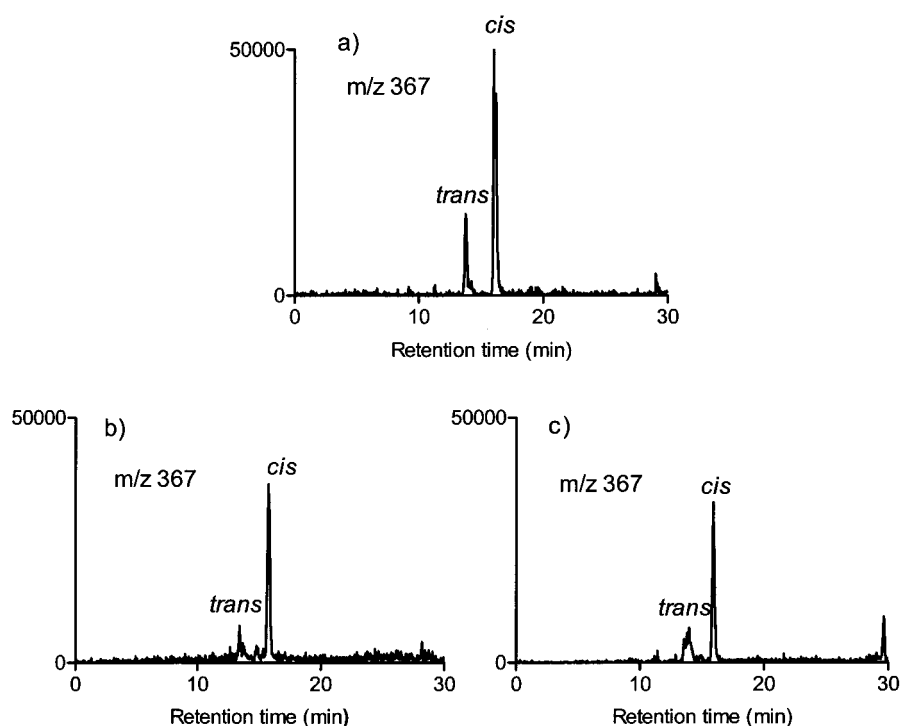 cis
50000
a)
m/z 367
trans
0
0 10 20 30
Retention time (min)
50000
b)
m/z 367
cis
trans
0
0 10 20 30
Retention time (min)
50000
c)
m/z 367
cis
trans
0
0 10 20 30
Retention time (min)